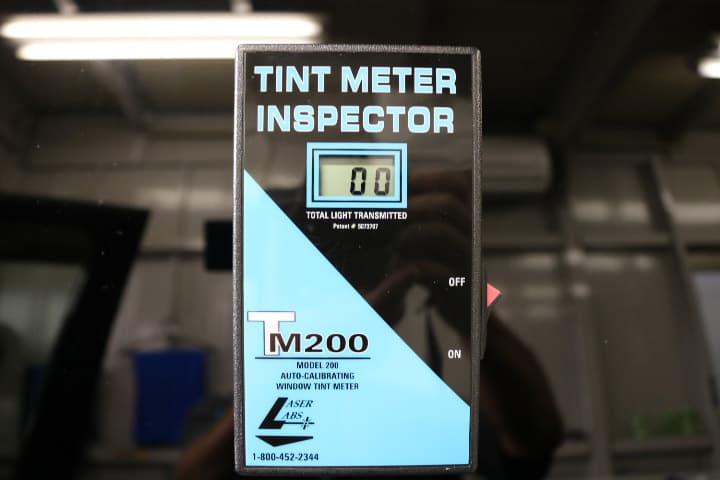 TINT METER
INSPECTOR
00
TOTAL LIGHT TRANSMITTED
Patent # 5073707
OFF
TM200
ON
MODEL 200
AUTO-CALIBRATING
WINDOW TINT METER
LASER
LABS
1-800-452-2344